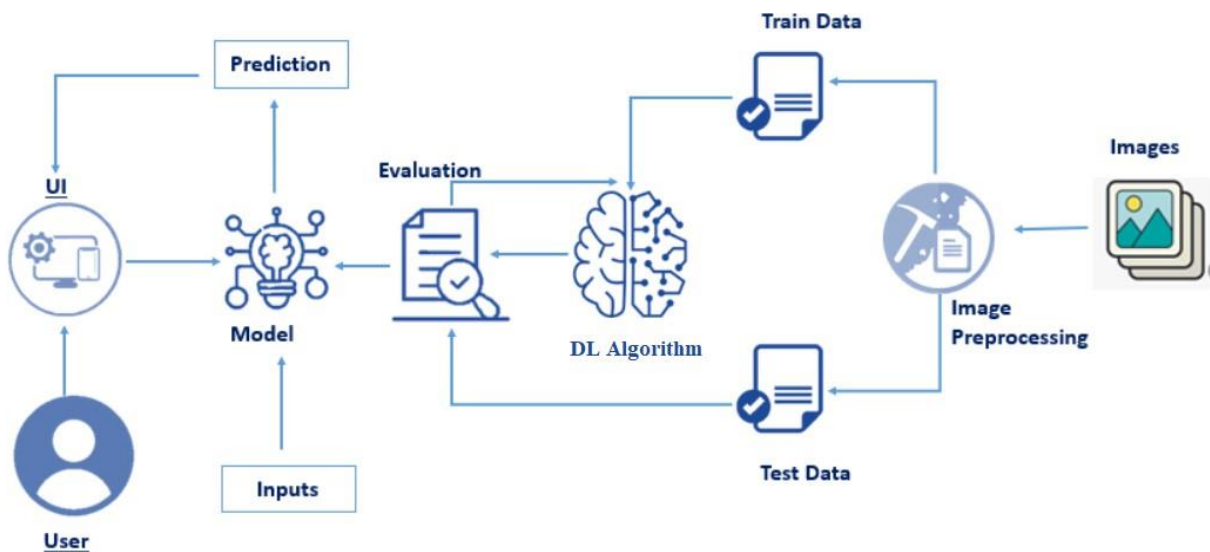 Train Data
Prediction
Images
Evaluation
UI
Model
Image
Preprocessing
DL Algorithm
Inputs
Test Data
User